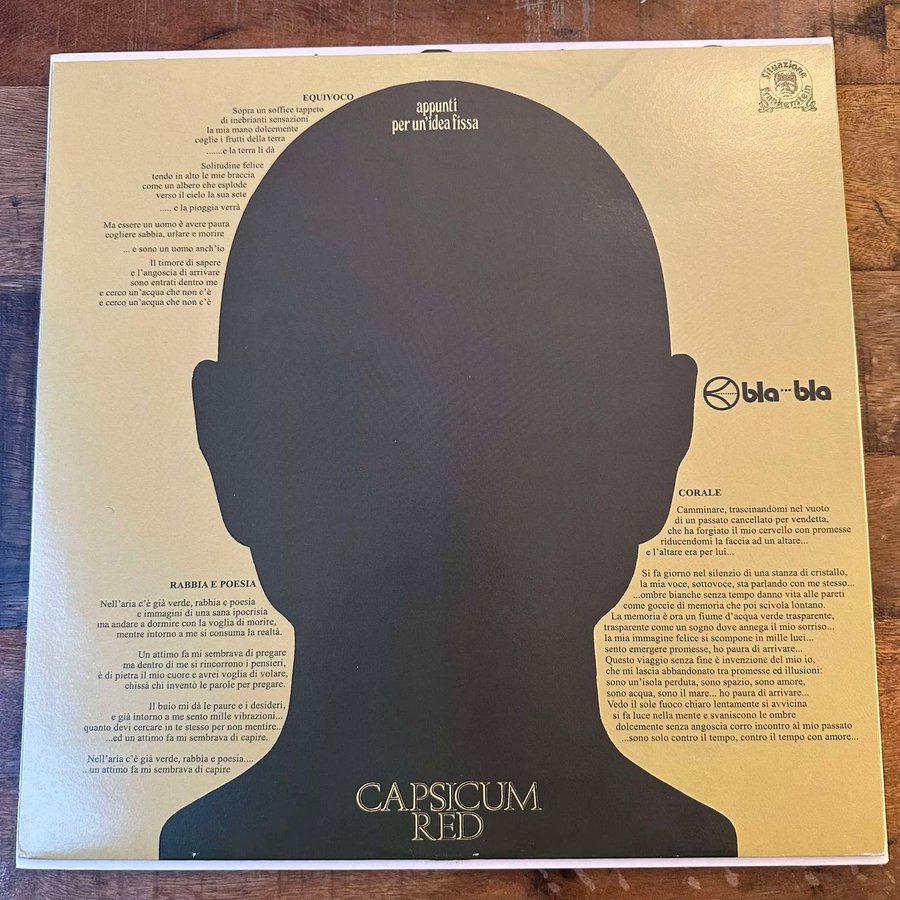 appunti
per un'idea fissa
situazione
frankenstein
EQUIVOCO
Sopra un soffice tappeto
di inebrianti sensazioni
la mia mano dolcemente
coglie i frutti della terra
.......e la terra li dà
Solitudine felice
tendo in alto le mie braccia
come un albero che esplode
verso il cielo la sua sete
..... e la pioggia verrà
Ma essere un uomo è avere paura
cogliere sabbia, urlare e morire
... e sono un uomo anch'io
Il timore di sapere
e l'angoscia di arrivare
sono entrati dentro me
e cerco un'acqua che non c'è
e cerco un'acqua che non c'è
bla...bla
RABBIA E POESIA
Nell'aria c'è già verde, rabbia e poesia
e immagini di una sana ipocrisia
ma andare a dormire con la voglia di morire,
mentre intorno a me si consuma la realtà.
Un attimo fa mi sembrava di pregare
ma dentro di me si rincorrono i pensieri,
è di pietra il mio cuore e avrei voglia di volare,
chissà chi inventò le parole per pregare.
Il buio mi dà le paure e i desideri,
e già intorno a me sento mille vibrazioni...
quanto devi cercare in te stesso per non mentire...
...ed un attimo fa mi sembrava di capire.
Nell'aria c'è già verde, rabbia e poesia....
...un attimo fa mi sembrava di capire
CORALE
Camminare, trascinandomi nel vuoto
di un passato cancellato per vendetta,
che ha forgiato il mio cervello con promesse
riducendomi la faccia ad un altare...
e l'altare era per lui...
Si fa giorno nel silenzio di una stanza di cristallo,
la mia voce, sottovoce, sta parlando con me stesso...
...ombre bianche senza tempo danno vita alle pareti
come goccie di memoria che poi scivola lontano.
La memoria è ora un fiume d'acqua verde trasparente,
trasparente come un sogno dove annega il mio sorriso...
la mia immagine felice si scompone in mille luci...
sento emergere promesse, ho paura di arrivare...
Questo viaggio senza fine è invenzione del mio io,
che mi lascia abbandonato tra promesse ed illusioni:
sono un'isola perduta, sono spazio, sono amore,
sono acqua, sono il mare... ho paura di arrivare...
Vedo il sole fuoco chiaro lentamente si avvicina
si fa luce nella mente e svaniscono le ombre
dolcemente senza angoscia corro incontro al mio passato
...sono solo contro il tempo, contro il tempo con amore...
CAPSICUM
RED